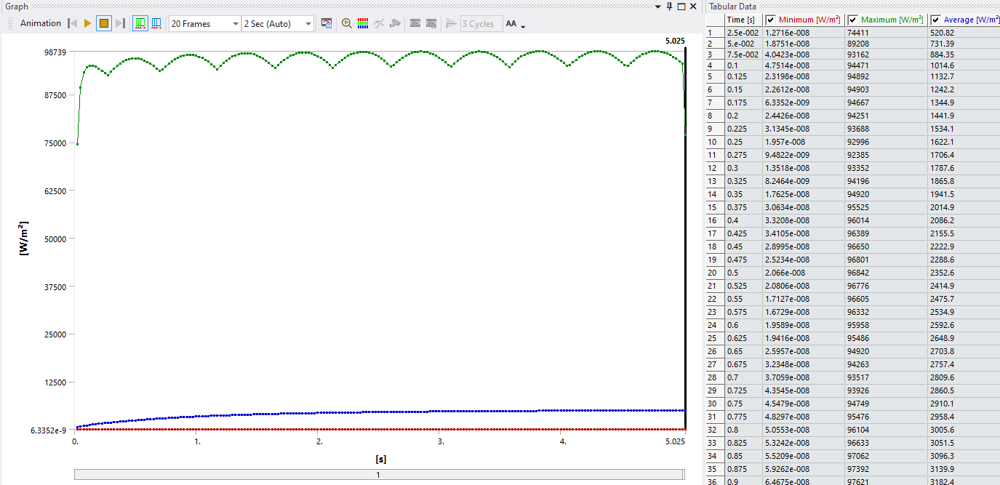 Graph
Animation 20 Frames 2 Sec (Auto) 3 Cycles AA
5.025
98739
87500
75000
62500
50000
37500
25000
12500
6.3352e-9
[W/m²]
0. 1. 2. 3. 4. 5.025
[s]
1
Tabular Data
Time [s] Minimum [W/m²] Maximum [W/m²] Average [W/m²]
1 2.5e-002 1.2716e-008 74411 520.82
2 5.e-002 1.8751e-008 89208 731.39
3 7.5e-002 4.0423e-008 93162 884.35
4 0.1 4.7514e-008 94471 1014.6
5 0.125 2.3198e-008 94892 1132.7
6 0.15 2.2612e-008 94903 1242.2
7 0.175 6.3352e-009 94667 1344.9
8 0.2 2.4426e-008 94251 1441.9
9 0.225 3.1345e-008 93688 1534.1
10 0.25 1.957e-008 92996 1622.1
11 0.275 9.4822e-009 92385 1706.4
12 0.3 1.3518e-008 93352 1787.6
13 0.325 8.2464e-009 94196 1865.8
14 0.35 1.7625e-008 94920 1941.5
15 0.375 3.0634e-008 95525 2014.9
16 0.4 3.3208e-008 96014 2086.2
17 0.425 3.4105e-008 96389 2155.5
18 0.45 2.8995e-008 96650 2222.9
19 0.475 2.5234e-008 96801 2288.6
20 0.5 2.066e-008 96842 2352.6
21 0.525 2.0806e-008 96776 2414.9
22 0.55 1.7127e-008 96605 2475.7
23 0.575 1.6729e-008 96332 2534.9
24 0.6 1.9589e-008 95958 2592.6
25 0.625 1.9416e-008 95486 2648.9
26 0.65 2.5957e-008 94920 2703.8
27 0.675 3.2348e-008 94263 2757.4
28 0.7 3.7059e-008 93517 2809.6
29 0.725 4.3545e-008 93926 2860.5
30 0.75 4.5479e-008 94749 2910.1
31 0.775 4.8297e-008 95476 2958.4
32 0.8 5.0553e-008 96104 3005.6
33 0.825 5.3242e-008 96633 3051.5
34 0.85 5.5209e-008 97062 3096.3
35 0.875 5.9262e-008 97392 3139.9
36 0.9 6.4675e-008 97621 3182.4